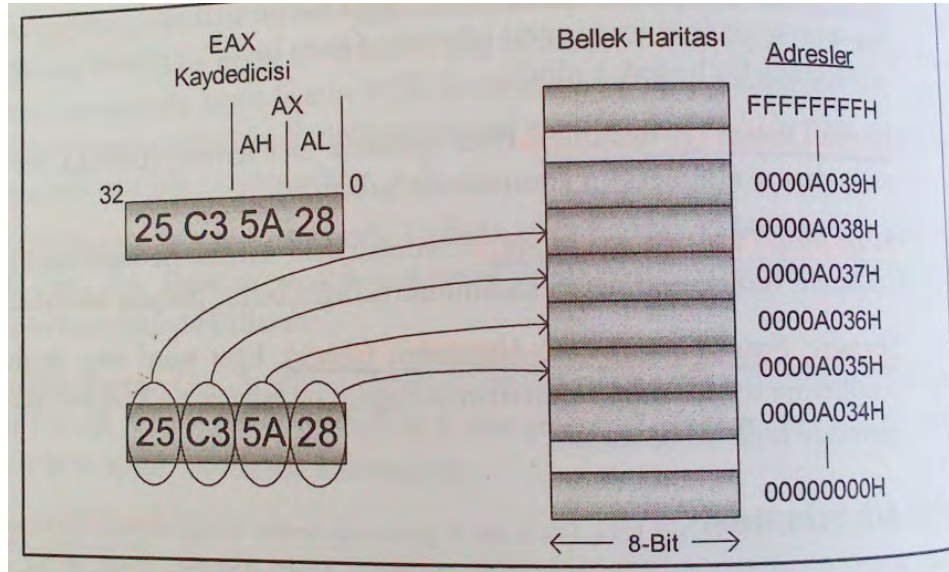 EAX
Kaydedicisi
AX
AH AL
32 0
25 C3 5A 28
25 C3 5A 28
Bellek Haritası
Adresler
FFFFFFFFH
0000A039H
0000A038H
0000A037H
0000A036H
0000A035H
0000A034H
00000000H
8-Bit